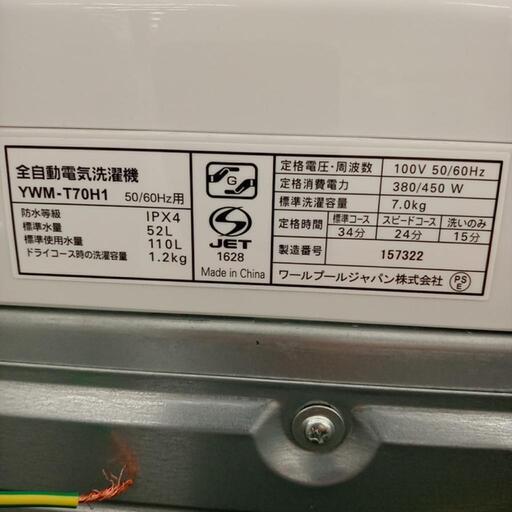 全自動電気洗濯機
YWM-T70H1 50/60Hz用
防水等級 IPX4
標準水量 52L
標準使用水量 110L
ドライコース時の洗濯容量 1.2kg
G
JET
1628
Made in China
定格電圧・周波数 100V 50/60Hz
定格消費電力 380/450 W
標準洗濯容量 7.0kg
定格時間 標準コース スピードコース 洗いのみ
34分 24分 15分
製造番号 157322
ワールプールジャパン株式会社 PSE